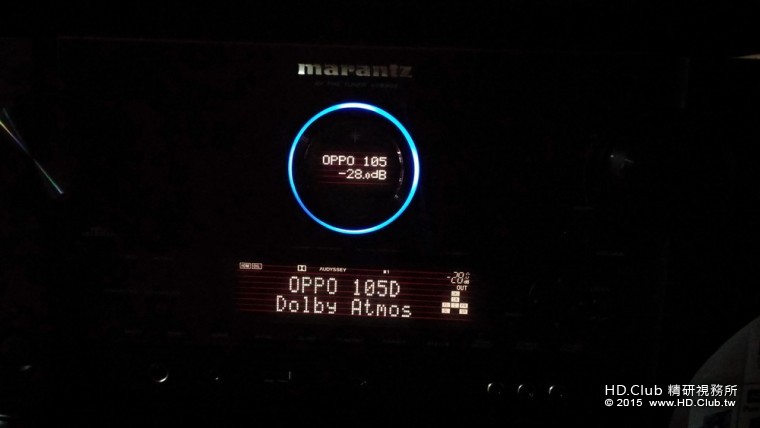 marantz
OPPO 105
-28.0dB
AUDYSSEY
-28.0 dB
OUT
OPPO 105D
Dolby Atmos
HD.Club 精研視務所
© 2015 www.HD.Club.tw